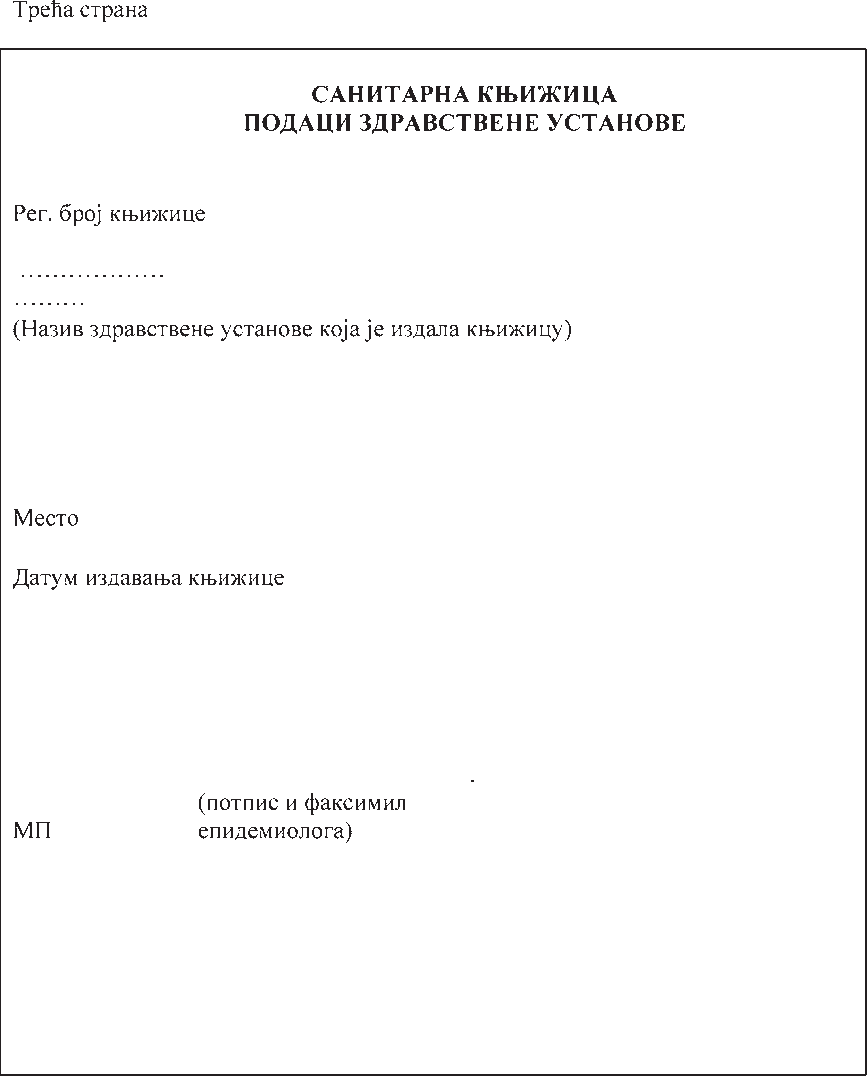 Трећа страна
САНИТАРНА КЊИЖИЦА
ПОДАЦИ ЗДРАВСТВЕНЕ УСТАНОВЕ
Рег. број књижице
………………
………
(Назив здравствене установе која је издала књижицу)
Место
Датум издавања књижице
.
(потпис и факсимил
МП епидемиолога)